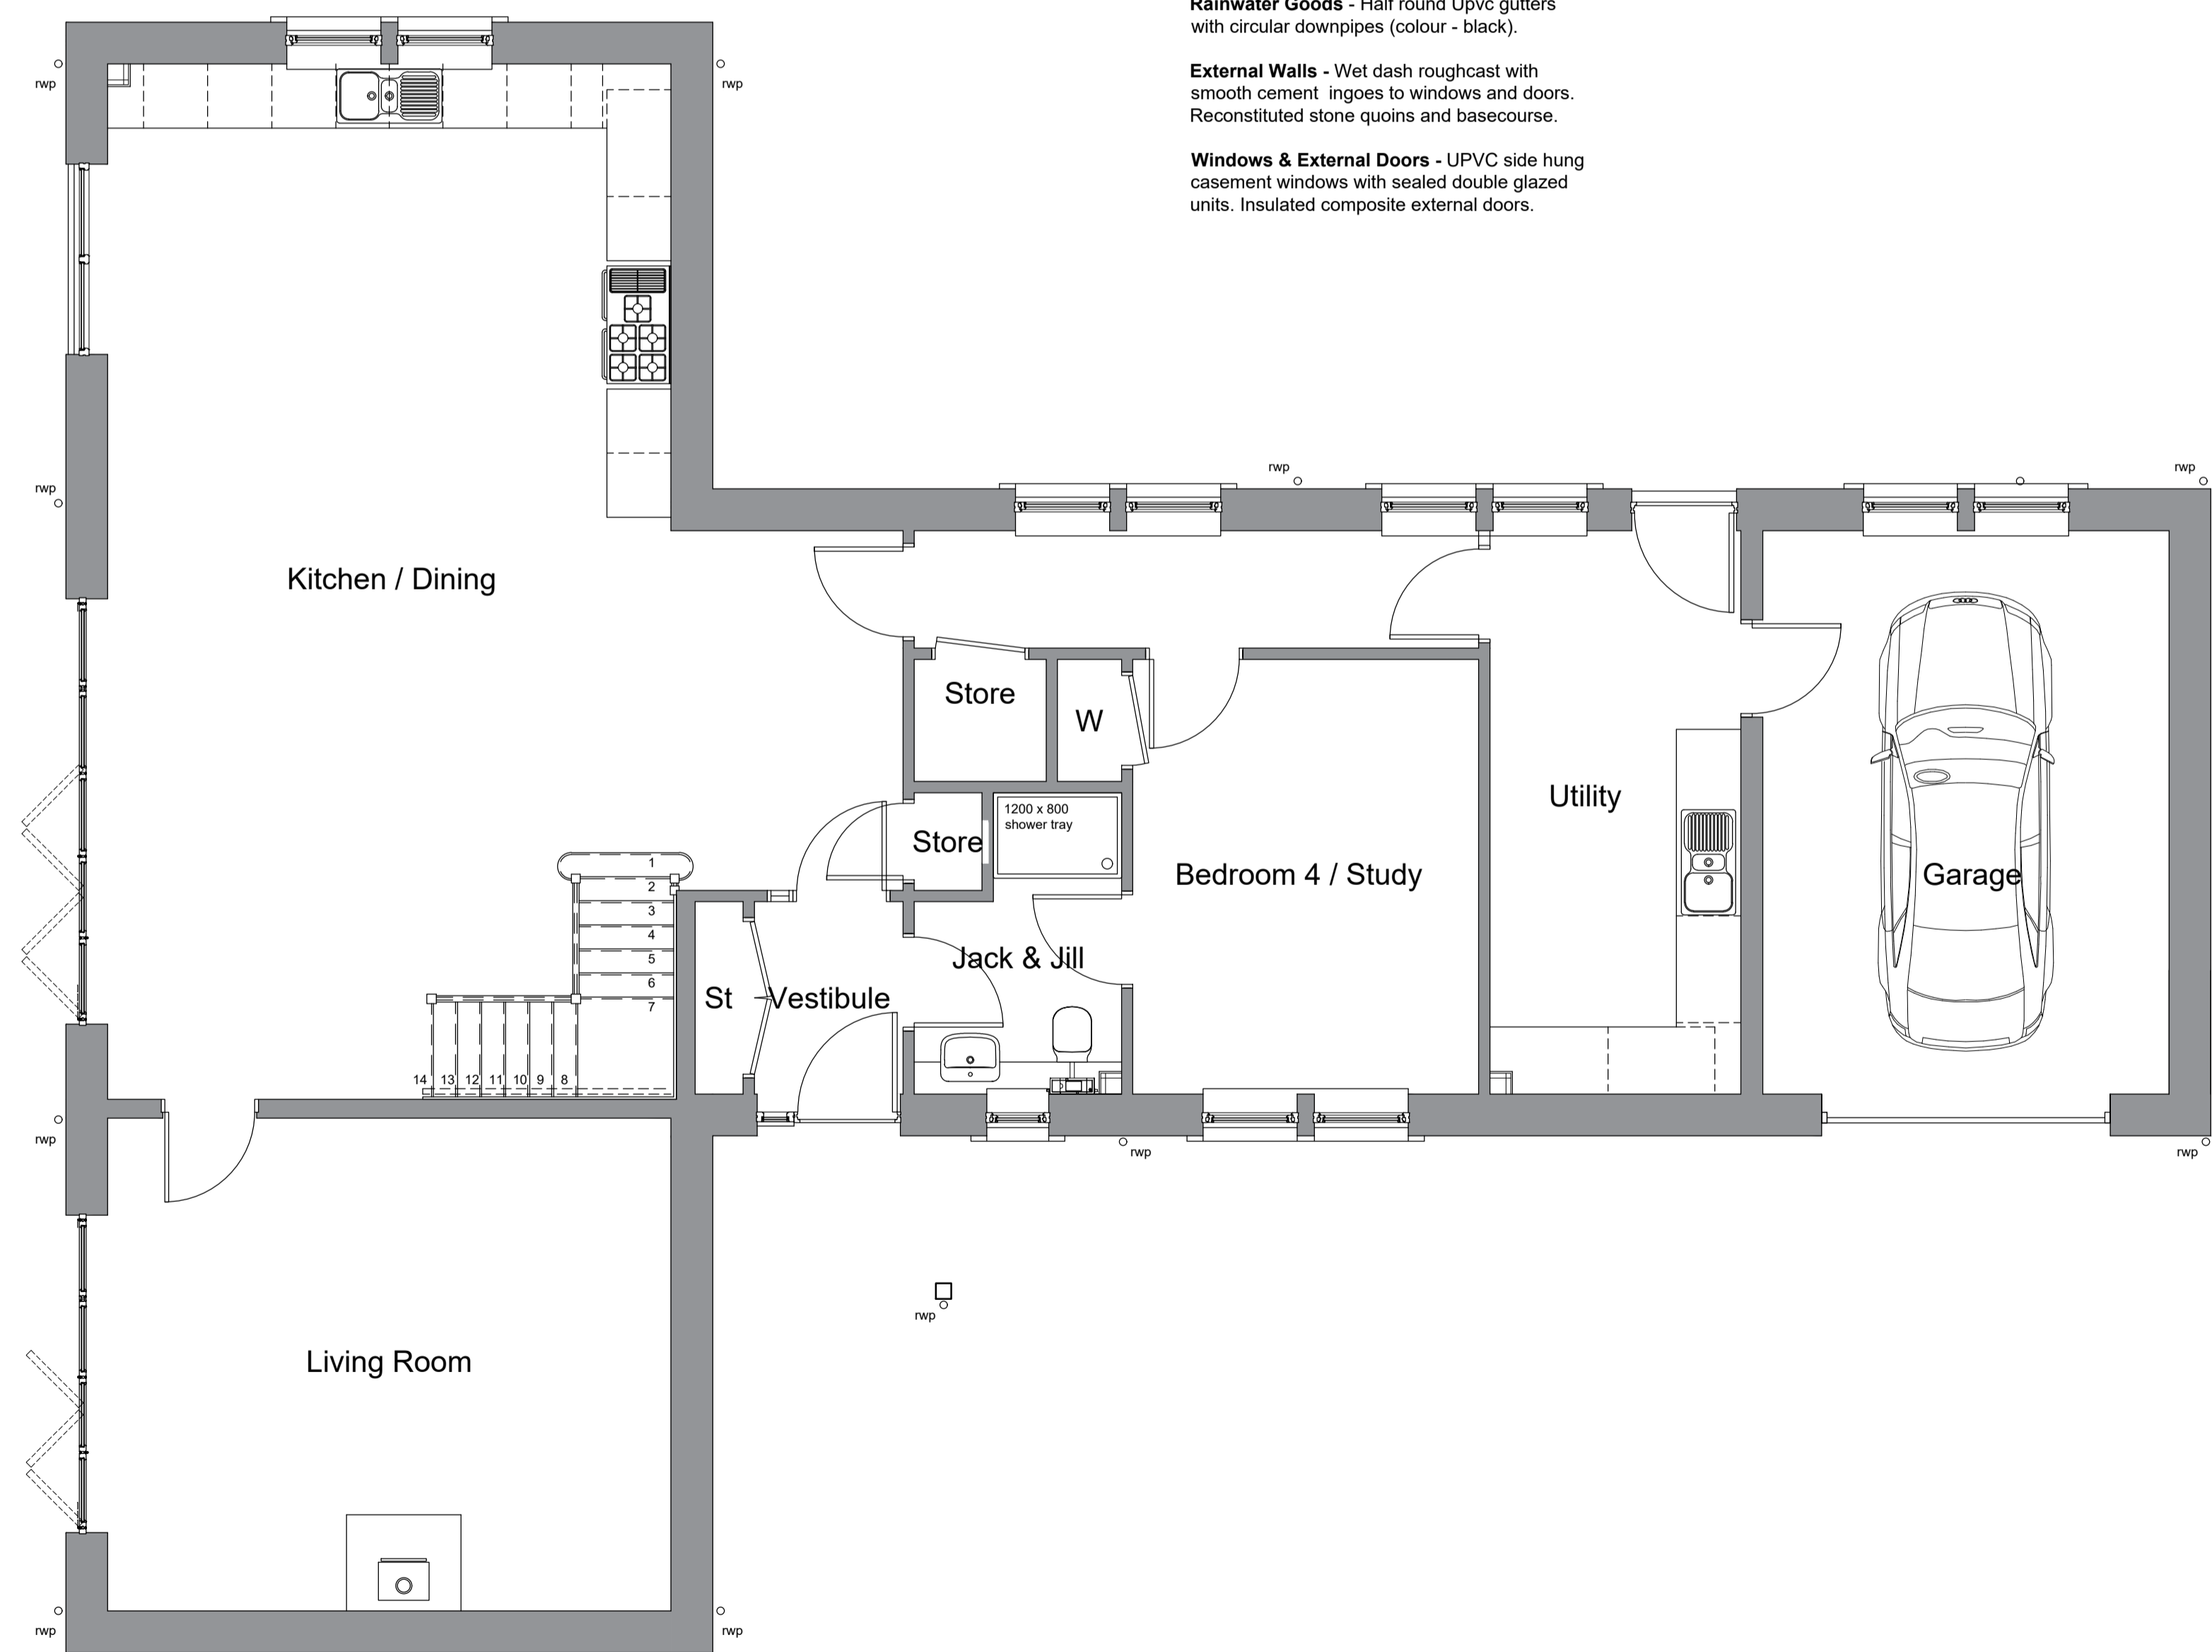 Rainwater Goods - Half round Upvc gutters
with circular downpipes (colour - black).
External Walls - Wet dash roughcast with
smooth cement ingoes to windows and doors.
Reconstituted stone quoins and basecourse.
Windows & External Doors - UPVC side hung
casement windows with sealed double glazed
units. Insulated composite external doors.
rwp
rwp
rwp
rwp
rwp
rwp
Kitchen / Dining
Store
W
1200 x 800
shower tray
Store
Utility
Bedroom 4 / Study
Garage
1
2
3
4
5
6
7
Jack & Jill
St
Vestibule
14 13 12 11 10 9 8
rwp
rwp
rwp
rwp
Living Room
rwp
rwp